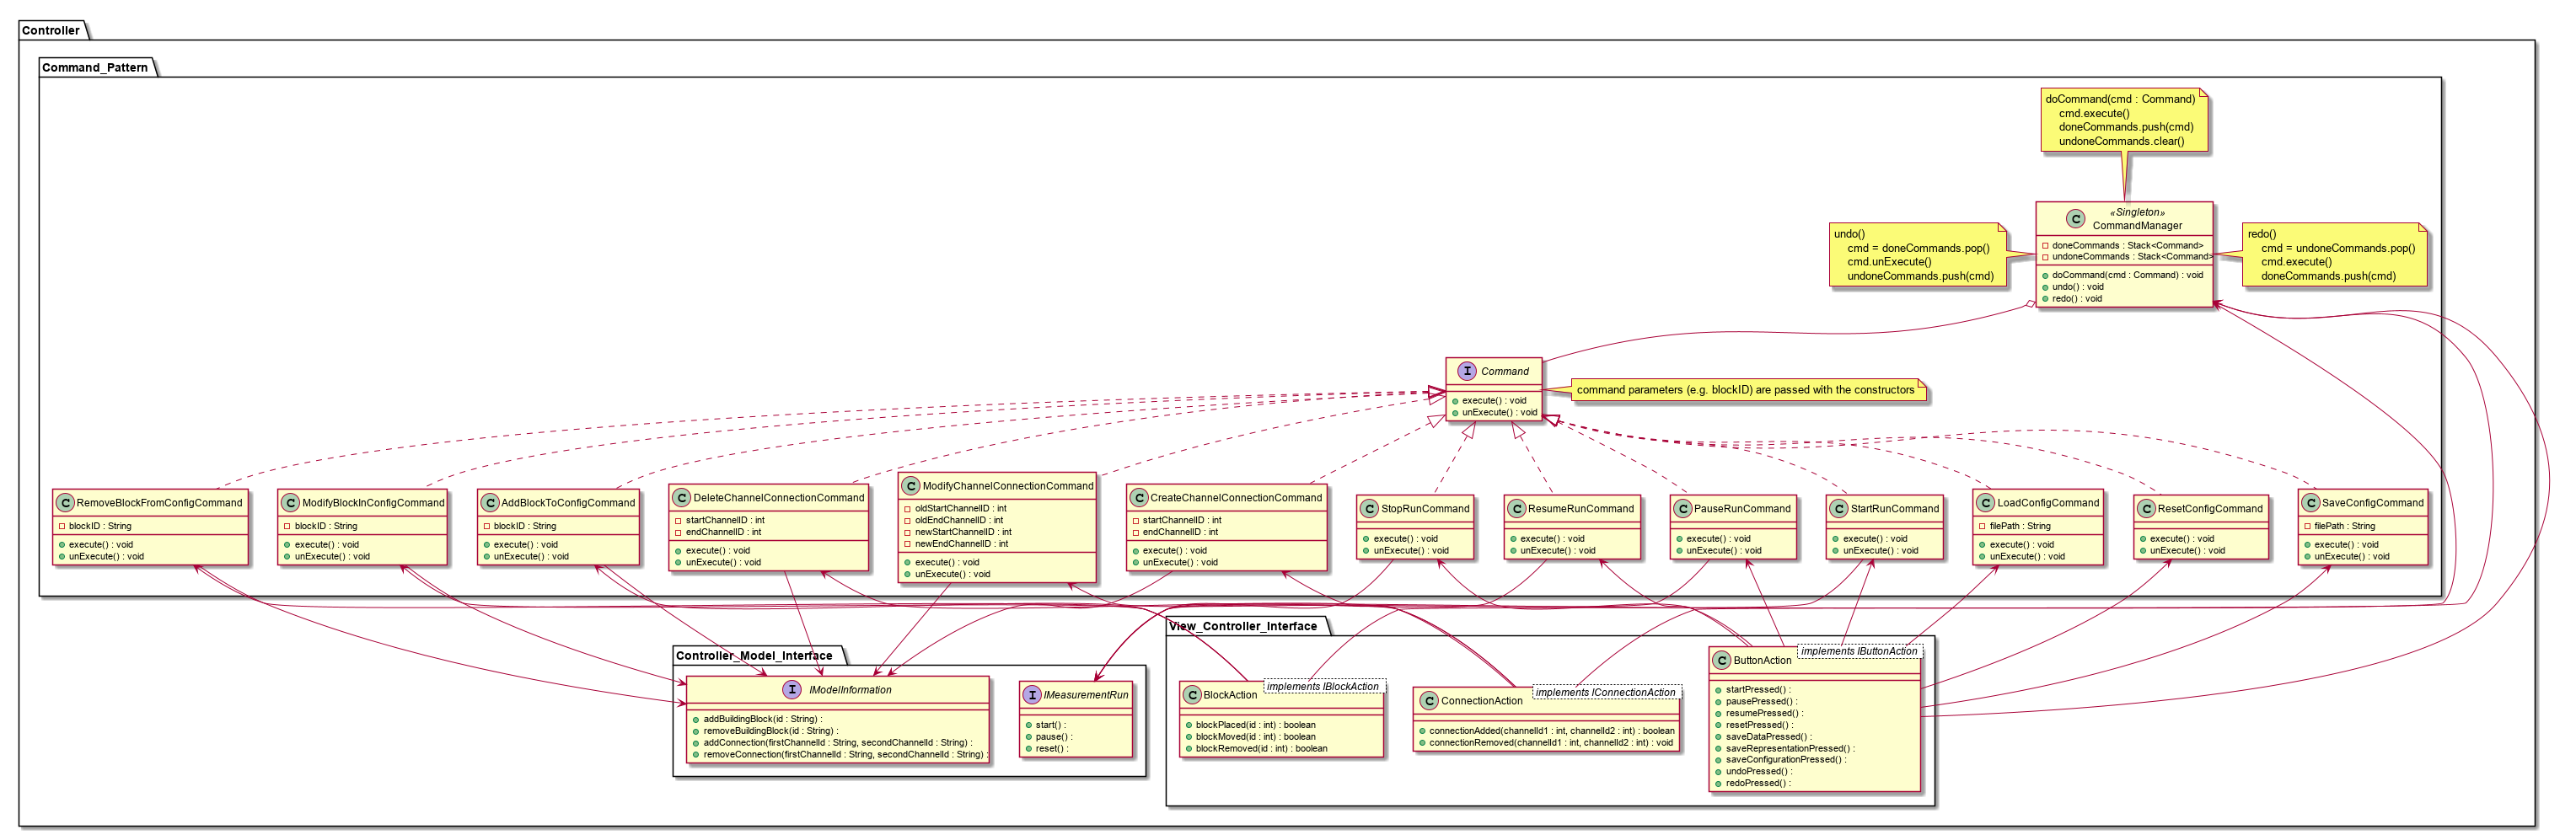 Controller
Command_Pattern
doCommand(cmd : Command)
cmd.execute()
doneCommands.push(cmd)
undoneCommands.clear()
undo()
cmd = doneCommands.pop()
cmd.unExecute()
undoneCommands.push(cmd)
C
«Singleton»
CommandManager
doneCommands : Stack<Command>
undoneCommands : Stack<Command>
doCommand(cmd : Command) : void
undo() : void
redo() : void
redo()
cmd = undoneCommands.pop()
cmd.execute()
doneCommands.push(cmd)
I Command
execute() : void
unExecute() : void
command parameters (e.g. blockID) are passed with the constructors
C RemoveBlockFromConfigCommand
blockID : String
execute() : void
unExecute() : void
C ModifyBlockInConfigCommand
blockID : String
execute() : void
unExecute() : void
C AddBlockToConfigCommand
blockID : String
execute() : void
unExecute() : void
C DeleteChannelConnectionCommand
startChannelID : int
endChannelID : int
execute() : void
unExecute() : void
C ModifyChannelConnectionCommand
oldStartChannelID : int
oldEndChannelID : int
newStartChannelID : int
newEndChannelID : int
execute() : void
unExecute() : void
C CreateChannelConnectionCommand
startChannelID : int
endChannelID : int
execute() : void
unExecute() : void
C StopRunCommand
execute() : void
unExecute() : void
C ResumeRunCommand
execute() : void
unExecute() : void
C PauseRunCommand
execute() : void
unExecute() : void
C StartRunCommand
execute() : void
unExecute() : void
C LoadConfigCommand
filePath : String
execute() : void
unExecute() : void
C ResetConfigCommand
execute() : void
unExecute() : void
C SaveConfigCommand
filePath : String
execute() : void
unExecute() : void
Controller_Model_Interface
I IModelInformation
addBuildingBlock(id : String) :
removeBuildingBlock(id : String) :
addConnection(firstChannelId : String, secondChannelId : String) :
removeConnection(firstChannelId : String, secondChannelId : String) :
I IMeasurementRun
start() :
pause() :
reset() :
View_Controller_Interface
C BlockAction
implements IBlockAction
blockPlaced(id : int) : boolean
blockMoved(id : int) : boolean
blockRemoved(id : int) : boolean
C ConnectionAction
implements IConnectionAction
connectionAdded(channelId1 : int, channelId2 : int) : boolean
connectionRemoved(channelId1 : int, channelId2 : int) : void
C ButtonAction
implements IButtonAction
startPressed() :
pausePressed() :
resumePressed() :
resetPressed() :
saveDataPressed() :
saveRepresentationPressed() :
saveConfigurationPressed() :
undoPressed() :
redoPressed() :